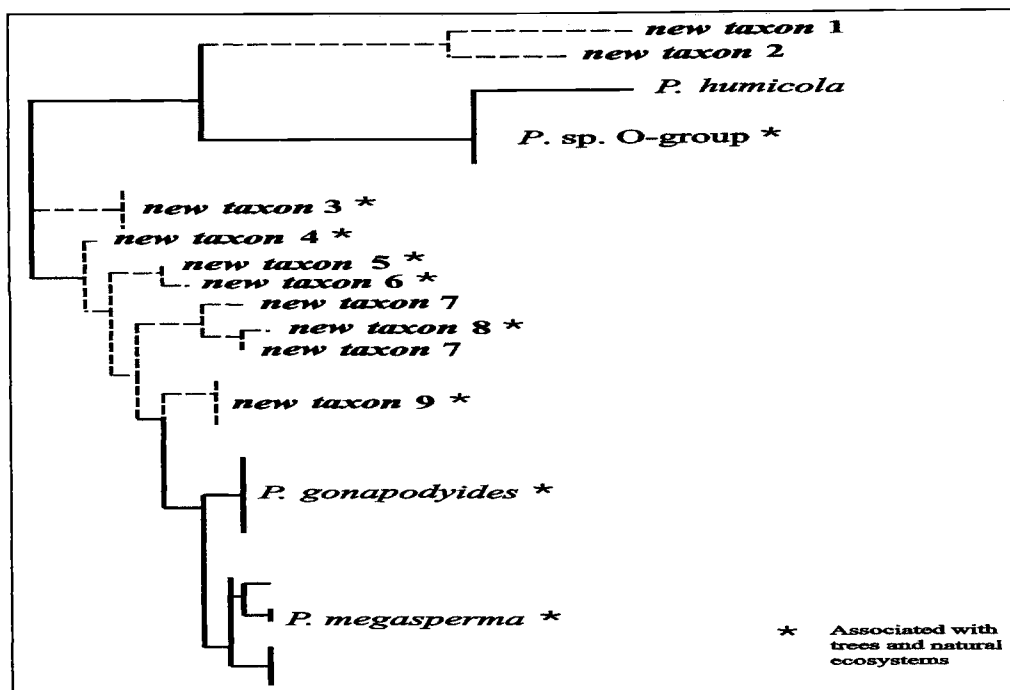 new taxon 1
new taxon 2
P. humicola
P. sp. O-group *
new taxon 3 *
new taxon 4 *
new taxon 5 *
new taxon 6 *
new taxon 7
new taxon 8 *
new taxon 7
new taxon 9 *
P. gonapodyides *
P. megasperma *
* Associated with
trees and natural
ecosystems